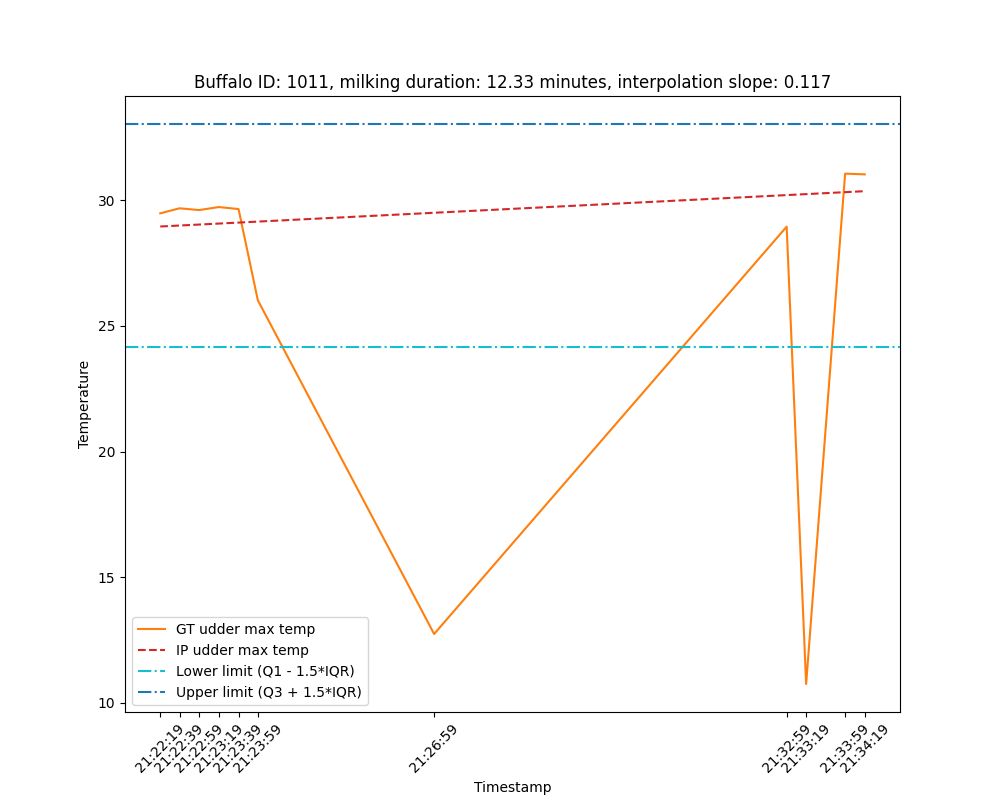 Buffalo ID: 1011, milking duration: 12.33 minutes, interpolation slope: 0.117
30
25
20
15
10
Temperature
GT udder max temp
IP udder max temp
Lower limit (Q1 - 1.5*IQR)
Upper limit (Q3 + 1.5*IQR)
21:22:19
21:22:39
21:22:59
21:23:19
21:23:39
21:23:59
21:26:59
21:32:59
21:33:19
21:33:59
21:34:19
Timestamp